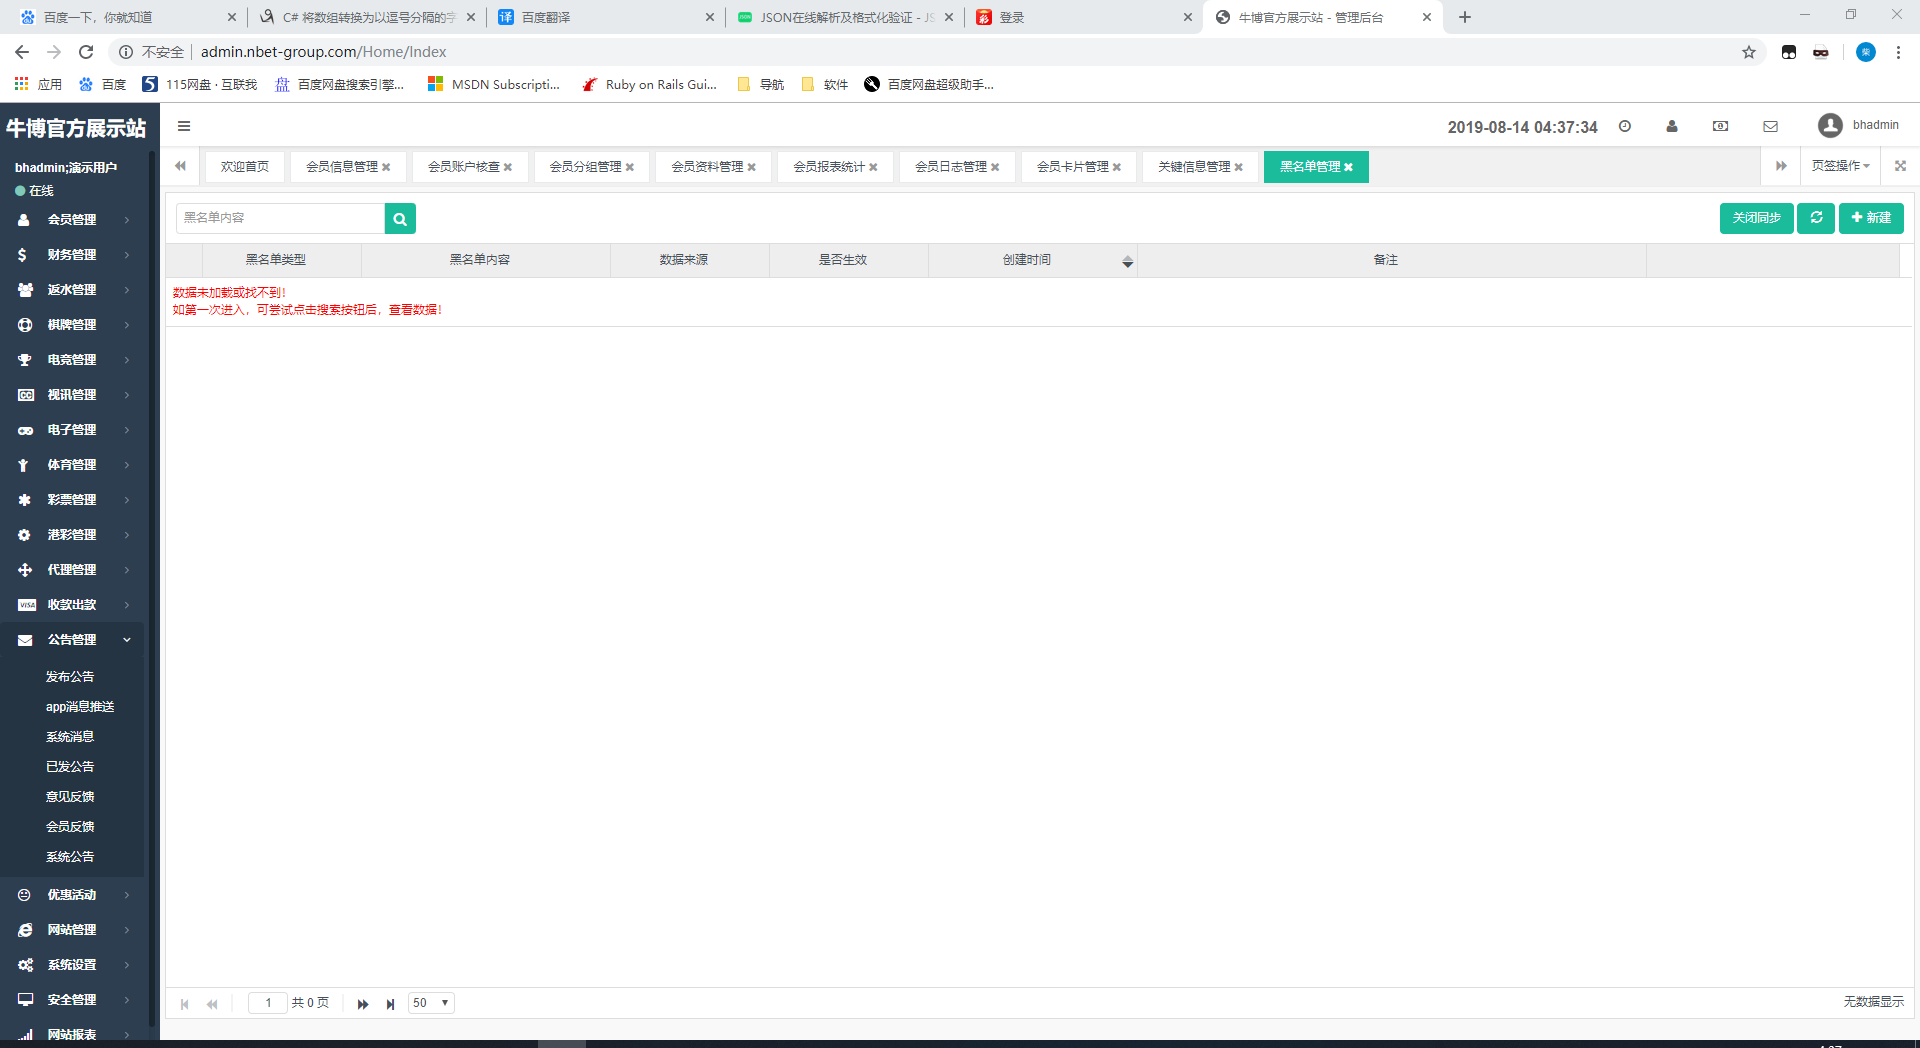 百度一下，你就知道
C# 将数组转换为以逗号分隔的字
百度翻译
JSON在线解析及格式化验证 - JS
登录
牛博官方展示站 - 管理后台
不安全
admin.nbet-group.com/Home/Index
应用
百度
115网盘 · 互联我
百度网盘搜索引擎...
MSDN Subscripti...
Ruby on Rails Gui...
导航
软件
百度网盘超级助手...
牛博官方展示站
2019-08-14 04:37:34
bhadmin
bhadmin;演示用户
在线
欢迎首页
会员信息管理
会员账户核查
会员分组管理
会员资料管理
会员报表统计
会员日志管理
会员卡片管理
关键信息管理
黑名单管理
页签操作
黑名单内容
关闭同步
新建
黑名单类型
黑名单内容
数据来源
是否生效
创建时间
备注
数据未加载或找不到！
如第一次进入，可尝试点击搜索按钮后，查看数据！
会员管理
财务管理
返水管理
棋牌管理
电竞管理
视讯管理
电子管理
体育管理
彩票管理
港彩管理
代理管理
收款出款
公告管理
发布公告
app消息推送
系统消息
已发公告
意见反馈
会员反馈
系统公告
优惠活动
网站管理
系统设置
安全管理
网站报表
1 共 0 页
50
无数据显示